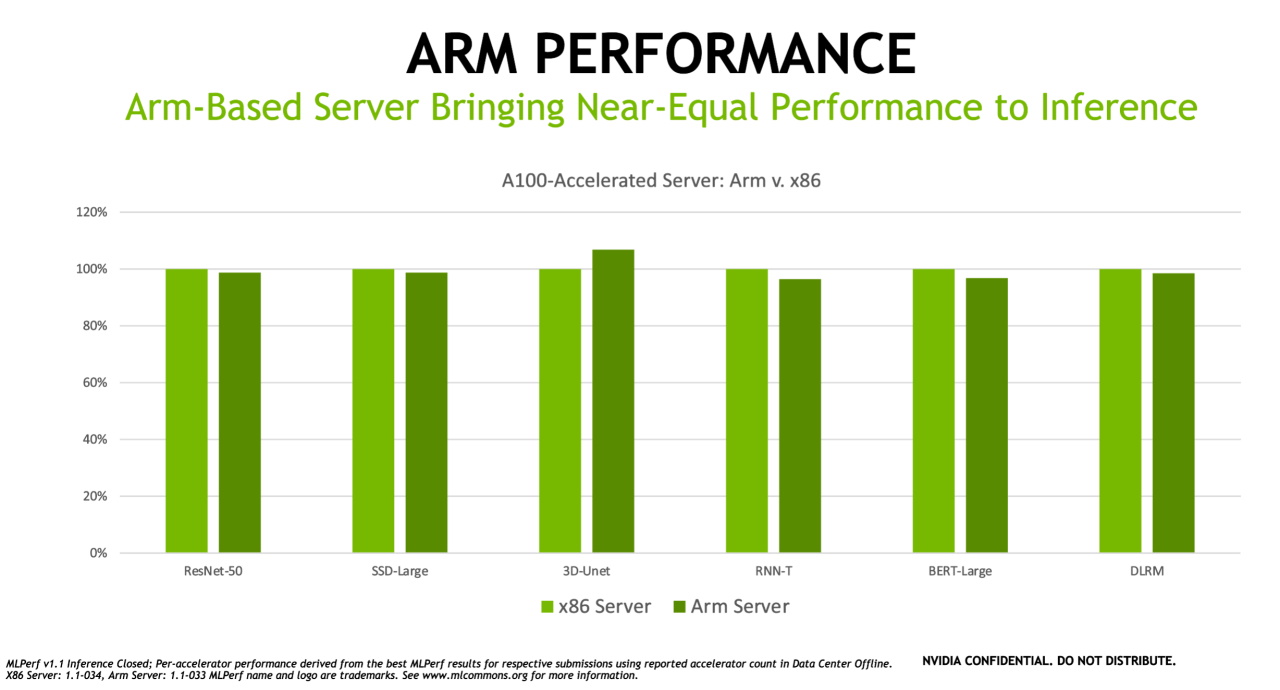 ARM PERFORMANCE
Arm-Based Server Bringing Near-Equal Performance to Inference
A100-Accelerated Server: Arm v. x86
120%
100%
80%
60%
40%
20%
0%
ResNet-50 SSD-Large 3D-Unet RNN-T BERT-Large DLRM
x86 Server Arm Server
MLPerf v1.1 Inference Closed; Per-accelerator performance derived from the best MLPerf results for respective submissions using reported accelerator count in Data Center Offline.
X86 Server: 1.1-034, Arm Server: 1.1-033 MLPerf name and logo are trademarks. See www.mlcommons.org for more information.
NVIDIA CONFIDENTIAL. DO NOT DISTRIBUTE.